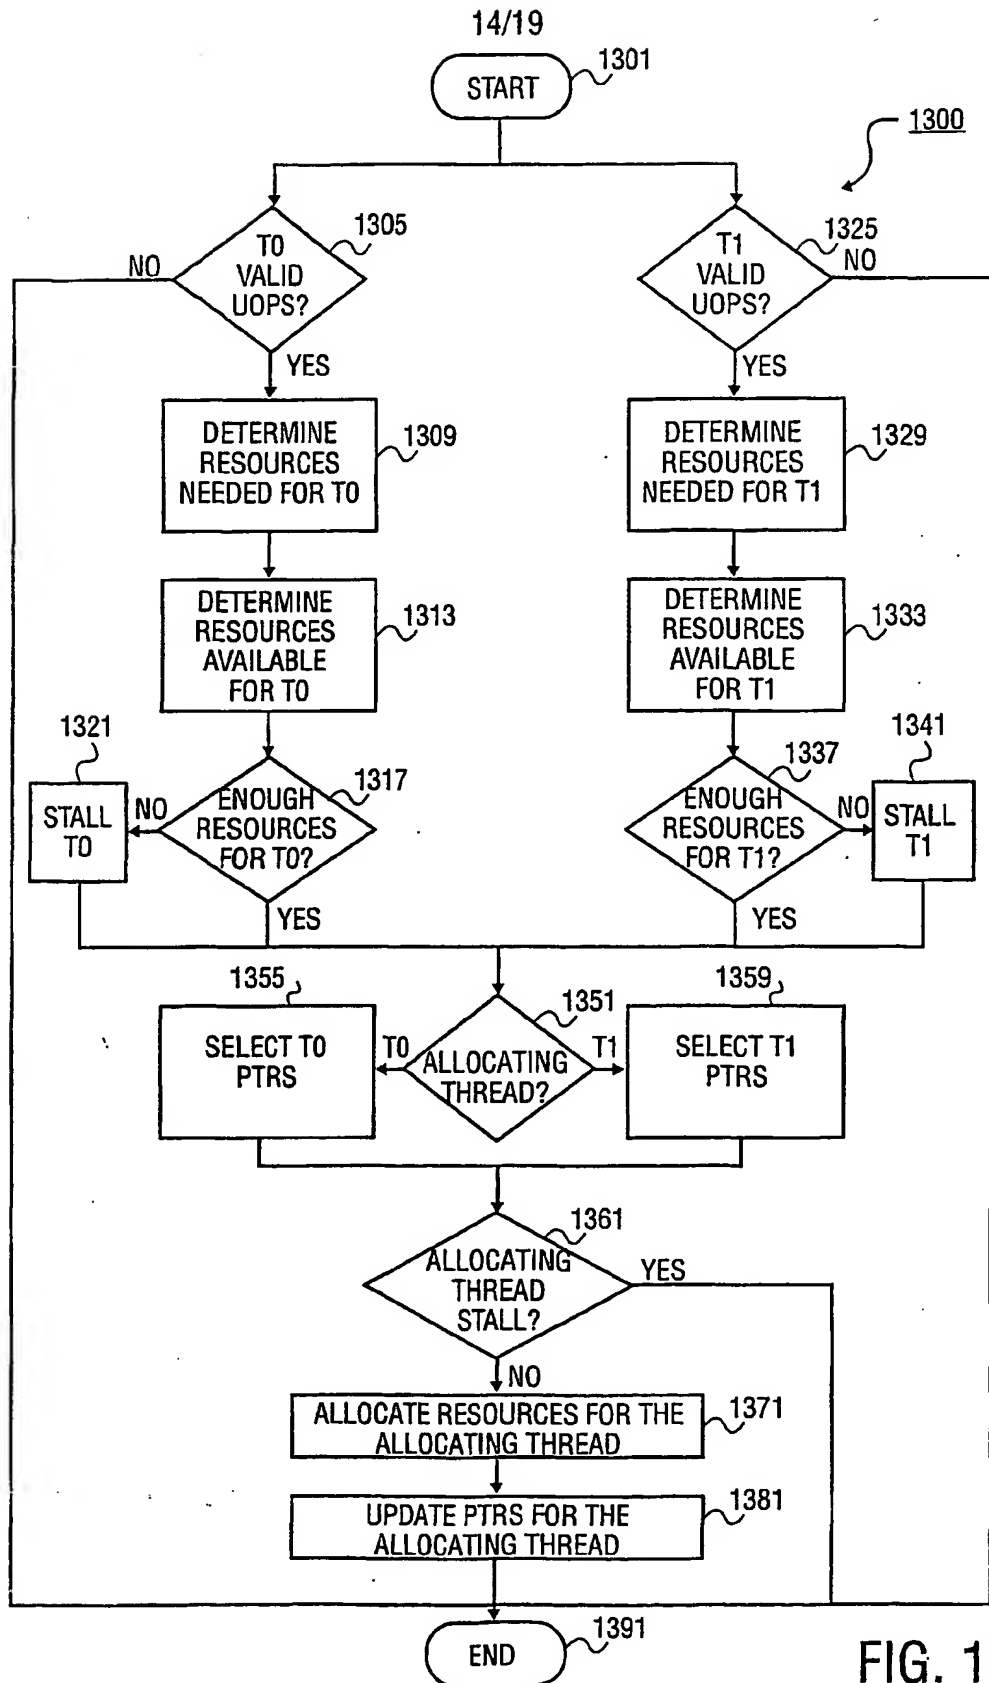 14/19
START
1301
1300
T0
VALID
UOPS?
1305
NO
YES
T1
VALID
UOPS?
1325
NO
YES
DETERMINE
RESOURCES
NEEDED FOR T0
1309
DETERMINE
RESOURCES
NEEDED FOR T1
1329
DETERMINE
RESOURCES
AVAILABLE
FOR T0
1313
DETERMINE
RESOURCES
AVAILABLE
FOR T1
1333
1321
STALL
T0
NO
ENOUGH
RESOURCES
FOR T0?
1317
YES
1337
ENOUGH
RESOURCES
FOR T1?
NO
YES
1341
STALL
T1
1355
SELECT T0
PTRS
T0
ALLOCATING
THREAD?
1351
T1
1359
SELECT T1
PTRS
1361
ALLOCATING
THREAD
STALL?
YES
NO
ALLOCATE RESOURCES FOR THE
ALLOCATING THREAD
1371
UPDATE PTRS FOR THE
ALLOCATING THREAD
1381
END
1391
FIG. 1